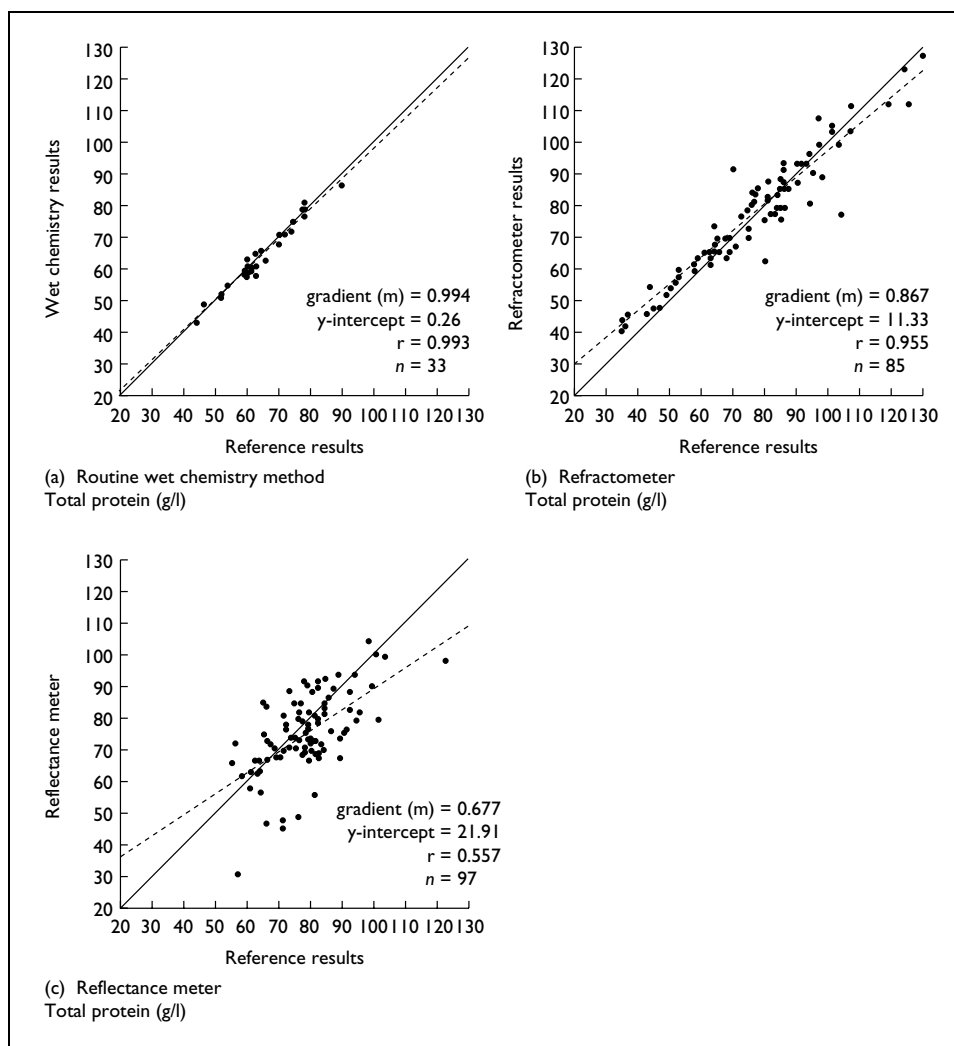 130
120
110
100
90
80
70
60
50
40
30
20
Wet chemistry results
gradient (m) = 0.994
y-intercept = 0.26
r = 0.993
n = 33
20 30 40 50 60 70 80 90 100 110 120 130
Reference results
(a) Routine wet chemistry method
Total protein (g/l)
130
120
110
100
90
80
70
60
50
40
30
20
Refractometer results
gradient (m) = 0.867
y-intercept = 11.33
r = 0.955
n = 85
20 30 40 50 60 70 80 90 100 110 120 130
Reference results
(b) Refractometer
Total protein (g/l)
130
120
110
100
90
80
70
60
50
40
30
20
Reflectance meter
gradient (m) = 0.677
y-intercept = 21.91
r = 0.557
n = 97
20 30 40 50 60 70 80 90 100 110 120 130
Reference results
(c) Reflectance meter
Total protein (g/l)